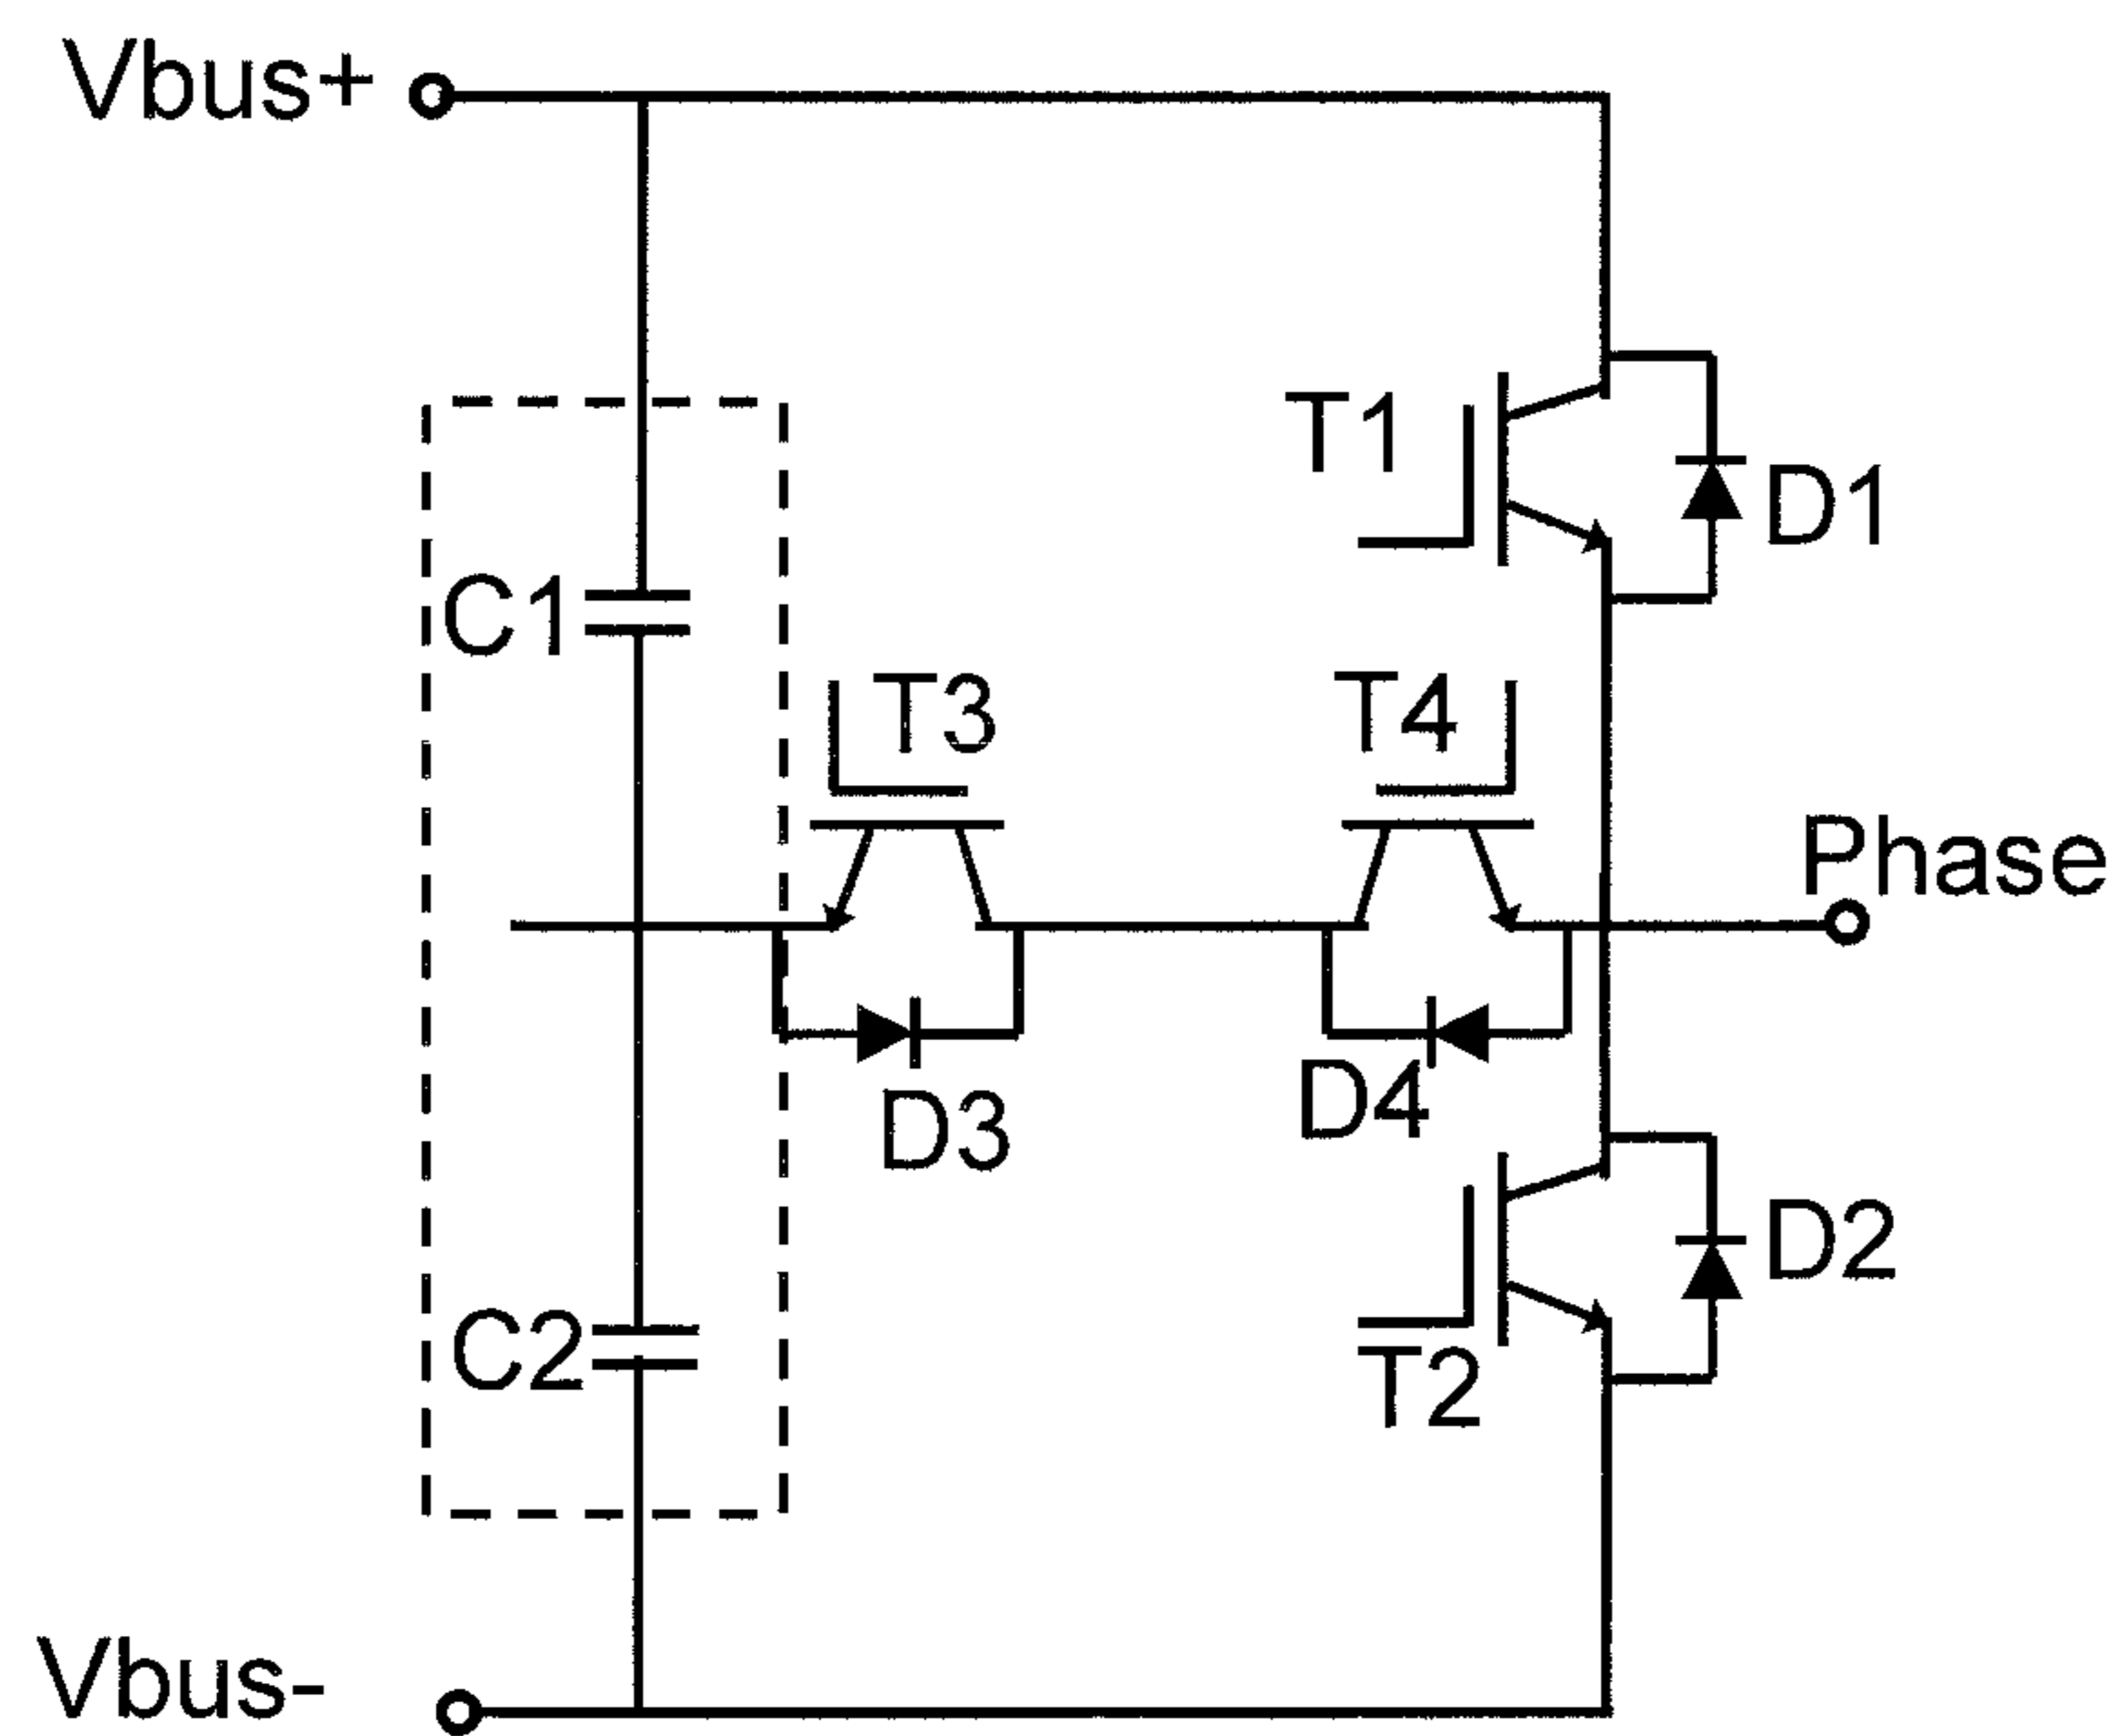 Vbus+
T1
D1
C1
T3
T4
Phase
D3
D4
D2
C2
T2
Vbus-